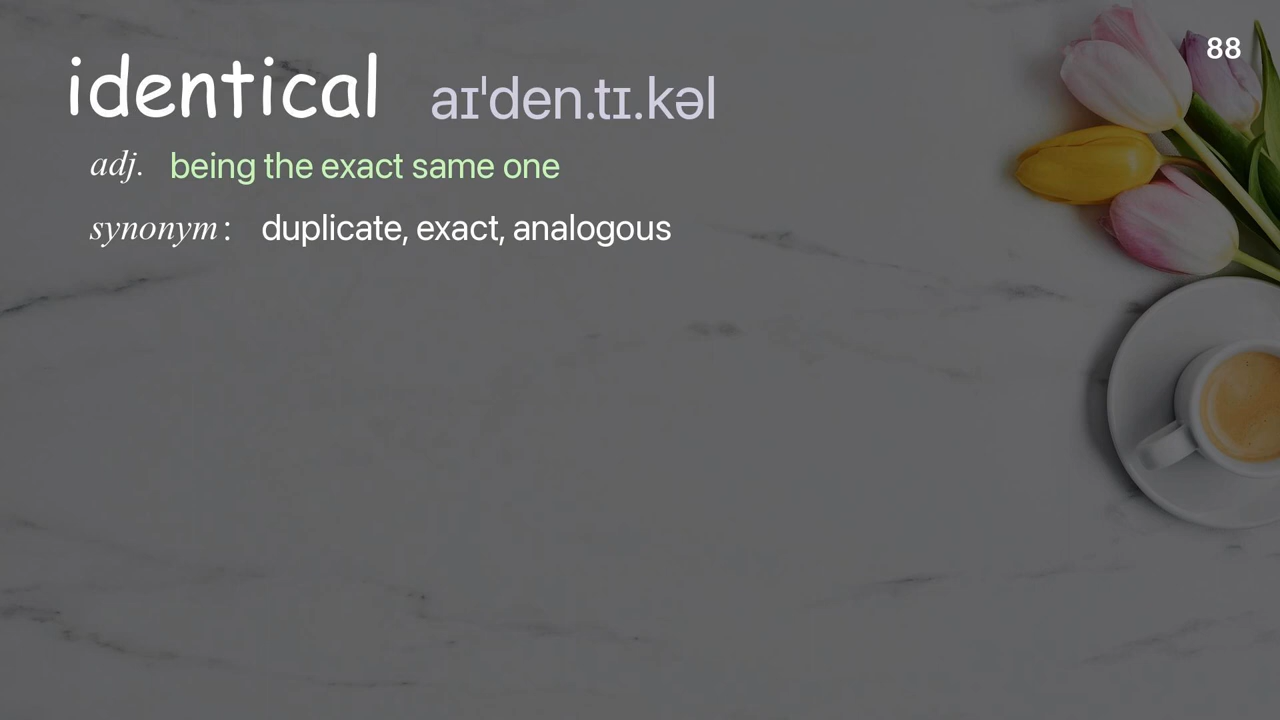 88
identical aɪˈden.tɪ.kəl
adj. being the exact same one
synonym: duplicate, exact, analogous